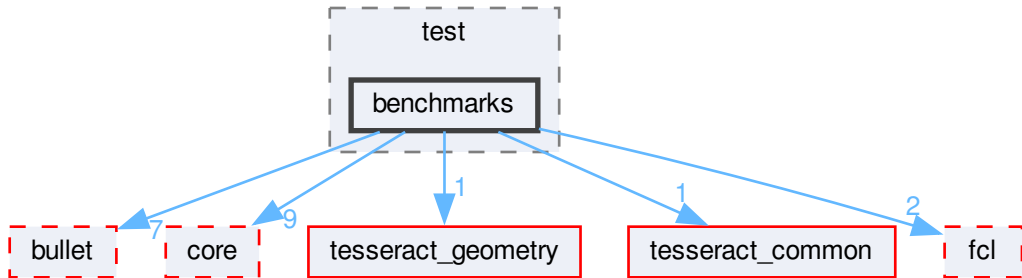 test
benchmarks
7
9
1
1
2
bullet
core
tesseract_geometry
tesseract_common
fcl